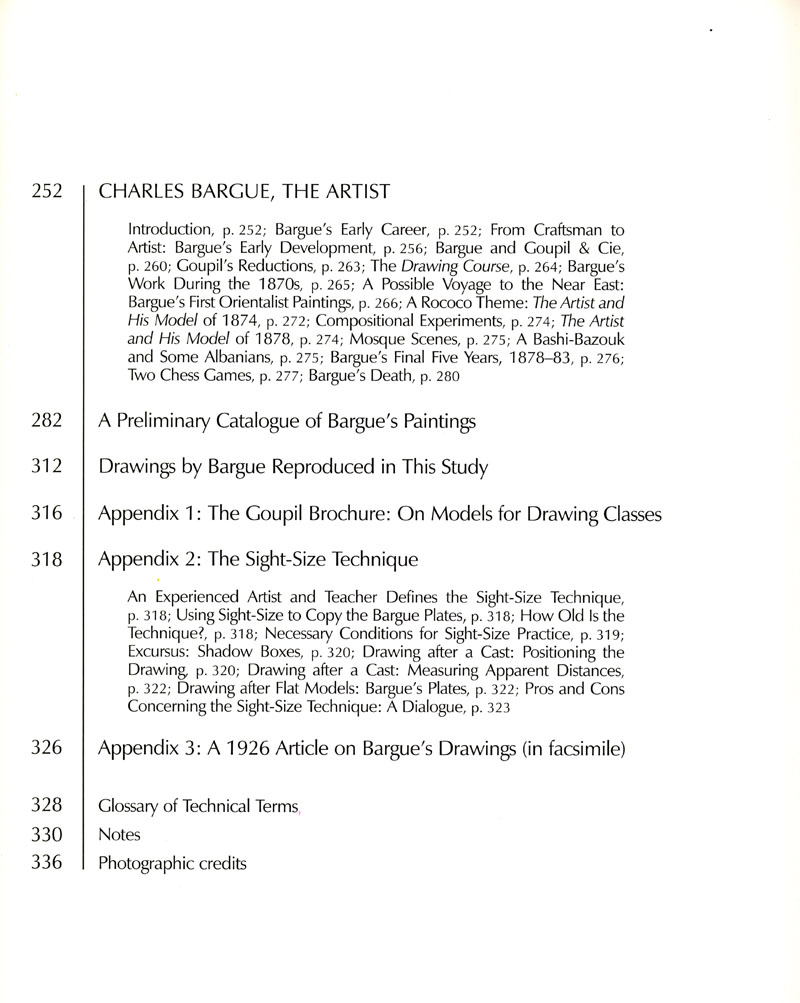 252 CHARLES BARGUE, THE ARTIST
Introduction, p. 252; Bargue's Early Career, p. 252; From Craftsman to
Artist: Bargue's Early Development, p. 256; Bargue and Goupil & Cie,
p. 260; Goupil's Reductions, p. 263; The Drawing Course, p. 264; Bargue's
Work During the 1870s, p. 265; A Possible Voyage to the Near East:
Bargue's First Orientalist Paintings, p. 266; A Rococo Theme: The Artist and
His Model of 1874, p. 272; Compositional Experiments, p. 274; The Artist
and His Model of 1878, p. 274; Mosque Scenes, p. 275; A Bashi-Bazouk
and Some Albanians, p. 275; Bargue's Final Five Years, 1878–83, p. 276;
Two Chess Games, p. 277; Bargue's Death, p. 280
282 A Preliminary Catalogue of Bargue's Paintings
312 Drawings by Bargue Reproduced in This Study
316 Appendix 1: The Goupil Brochure: On Models for Drawing Classes
318 Appendix 2: The Sight-Size Technique
An Experienced Artist and Teacher Defines the Sight-Size Technique,
p. 318; Using Sight-Size to Copy the Bargue Plates, p. 318; How Old Is the
Technique?, p. 318; Necessary Conditions for Sight-Size Practice, p. 319;
Excursus: Shadow Boxes, p. 320; Drawing after a Cast: Positioning the
Drawing, p. 320; Drawing after a Cast: Measuring Apparent Distances,
p. 322; Drawing after Flat Models: Bargue's Plates, p. 322; Pros and Cons
Concerning the Sight-Size Technique: A Dialogue, p. 323
326 Appendix 3: A 1926 Article on Bargue's Drawings (in facsimile)
328 Glossary of Technical Terms
330 Notes
336 Photographic credits